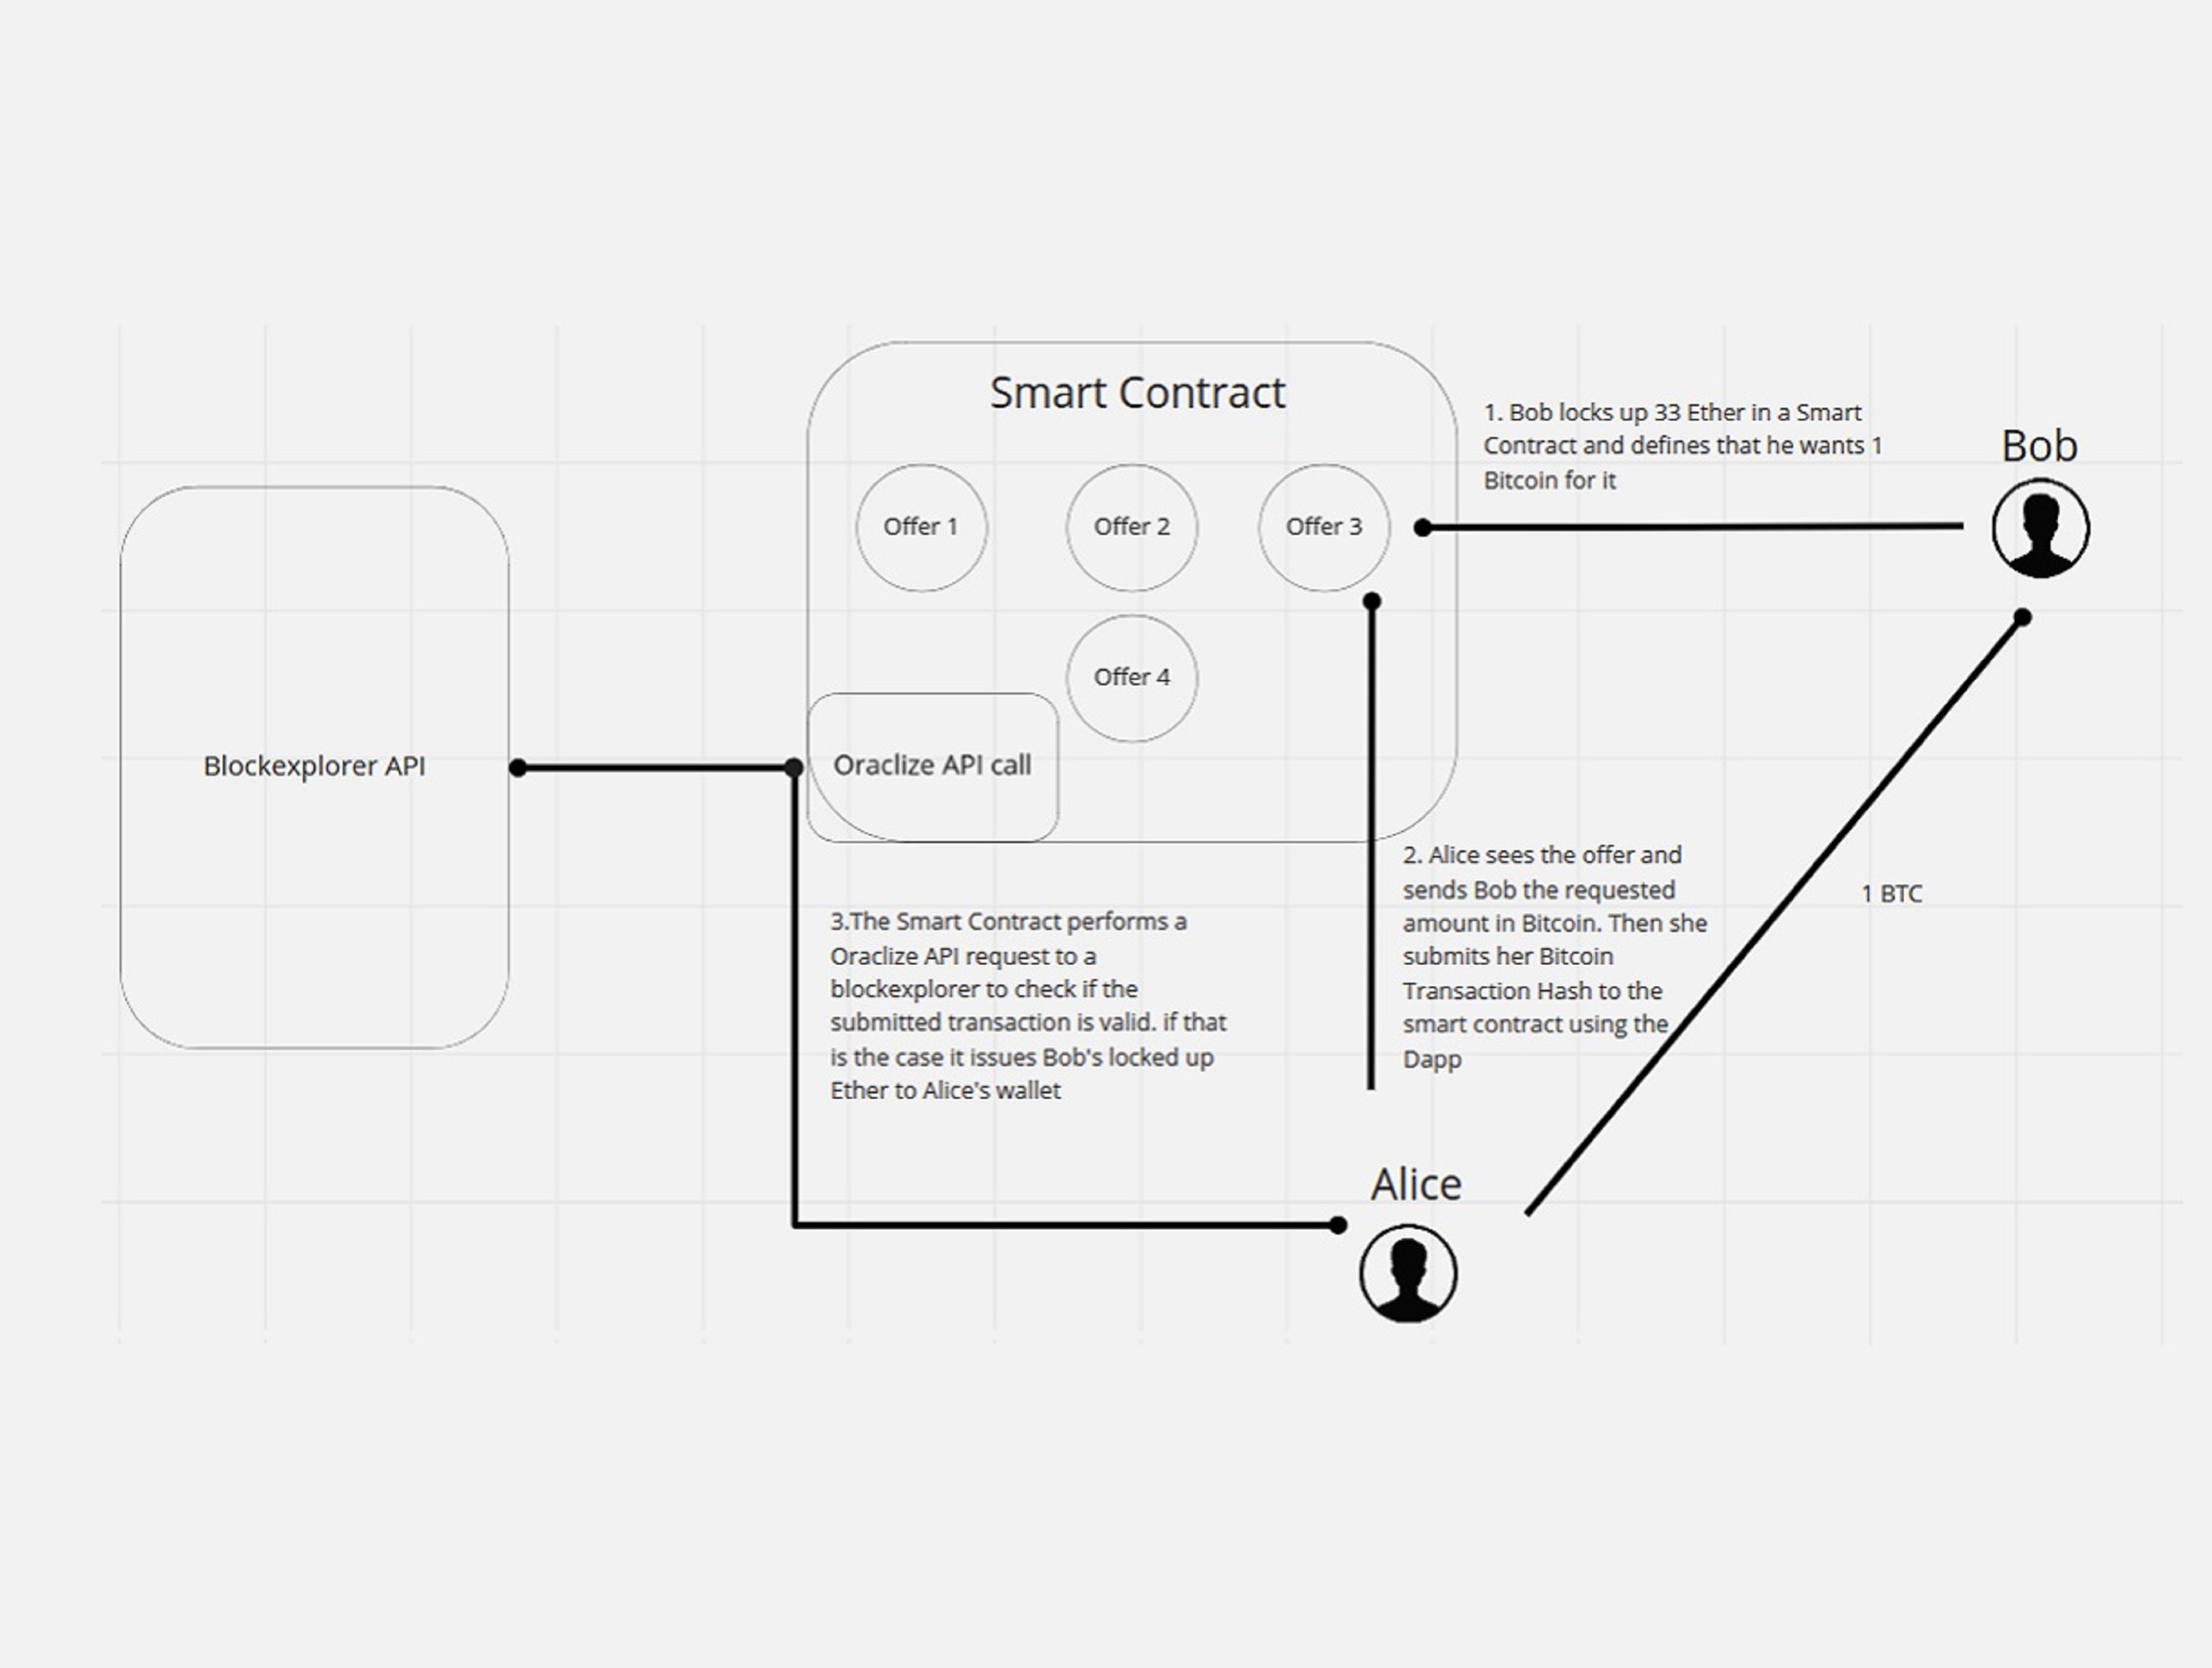 Smart Contract
Offer 1
Offer 2
Offer 3
Offer 4
Oraclize API call
Blockexplorer API
1. Bob locks up 33 Ether in a Smart
Contract and defines that he wants 1
Bitcoin for it
Bob
2. Alice sees the offer and
sends Bob the requested
amount in Bitcoin. Then she
submits her Bitcoin
Transaction Hash to the
smart contract using the
Dapp
1 BTC
3.The Smart Contract performs a
Oraclize API request to a
blockexplorer to check if the
submitted transaction is valid. if that
is the case it issues Bob's locked up
Ether to Alice's wallet
Alice